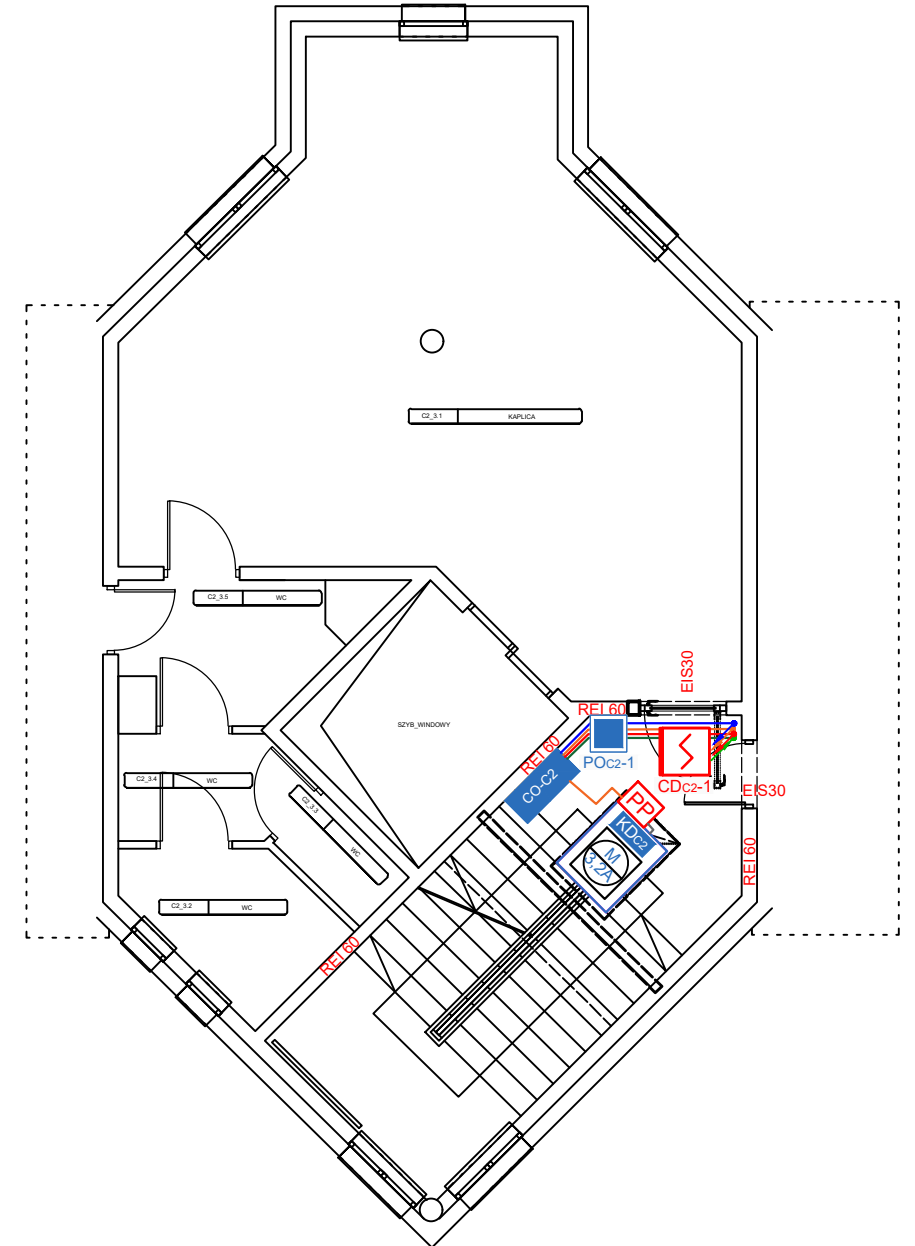 C2_3.1 KAPLICA
C2_3.5 WC
EIS30
REI 60
SZYB_WINDOWY
REI 60
POC2-1
CDC2-1
EIS30
CO-C2
PP
KDC2
M
3,2A
C2_3.4 WC
C2_3.3 WC
REI 60
C2_3.2 WC
REI 60